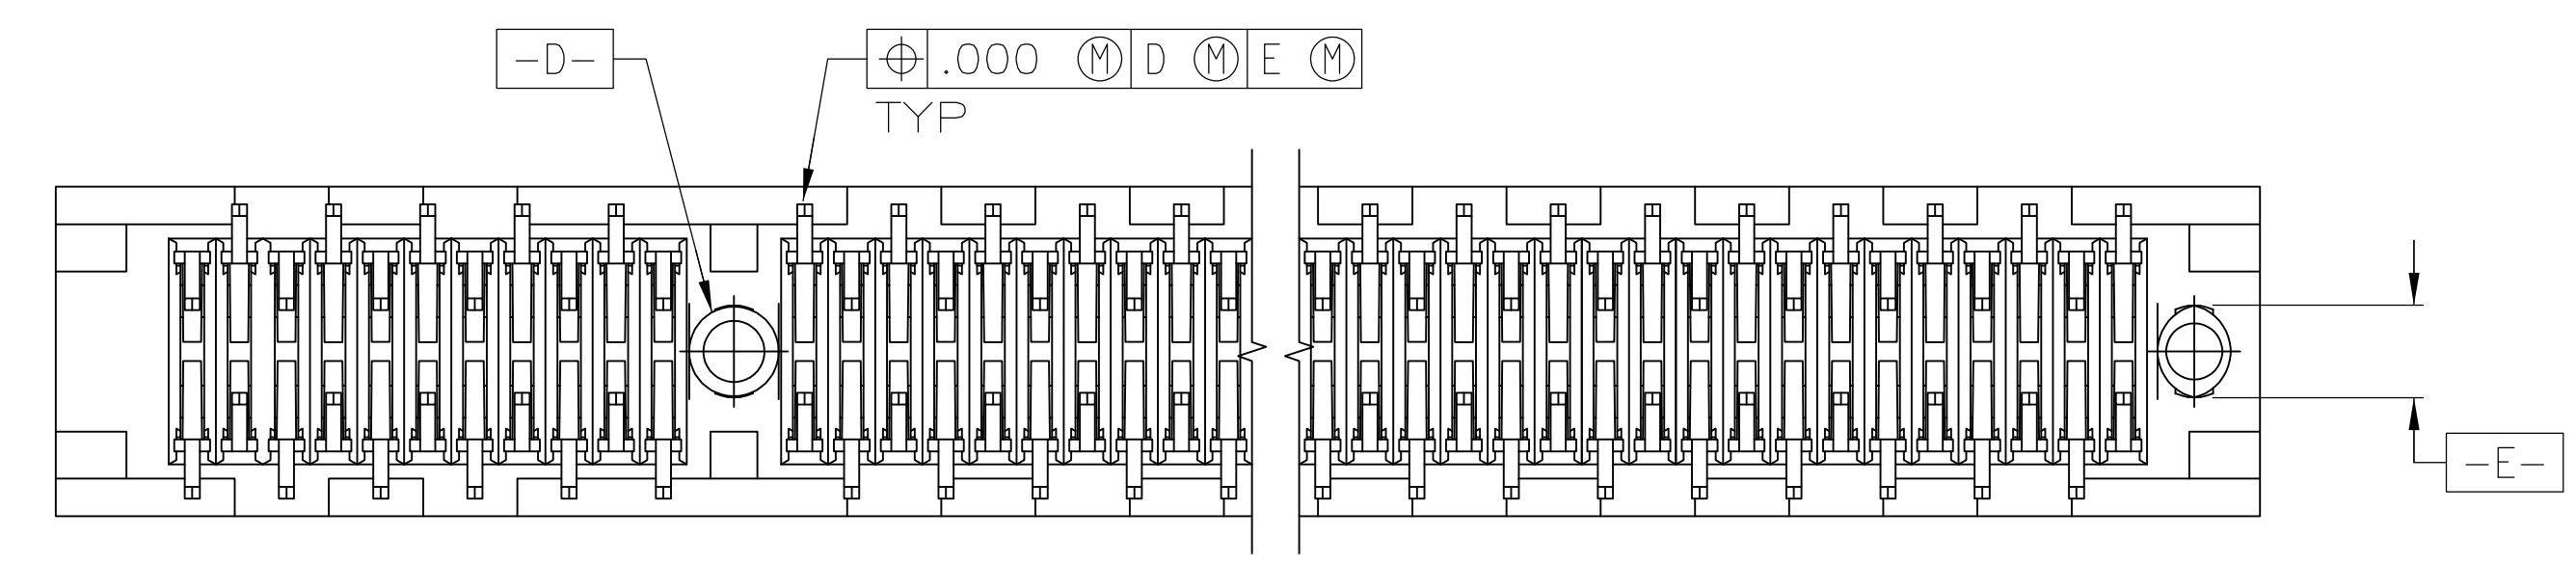 -D-
⌖ .000 Ⓜ D Ⓜ E Ⓜ
TYP
-E-